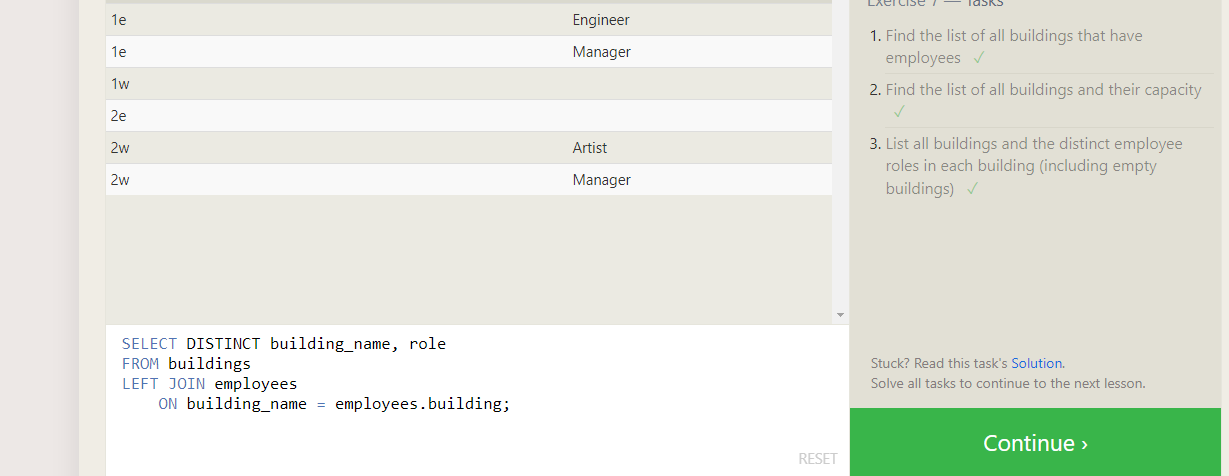 1e Engineer
1e Manager
1w
2e
2w Artist
2w Manager
SELECT DISTINCT building_name, role
FROM buildings
LEFT JOIN employees
ON building_name = employees.building;
RESET
Exercise 7 — Tasks
1. Find the list of all buildings that have
employees ✓
2. Find the list of all buildings and their capacity
✓
3. List all buildings and the distinct employee
roles in each building (including empty
buildings) ✓
Stuck? Read this task's Solution.
Solve all tasks to continue to the next lesson.
Continue ›